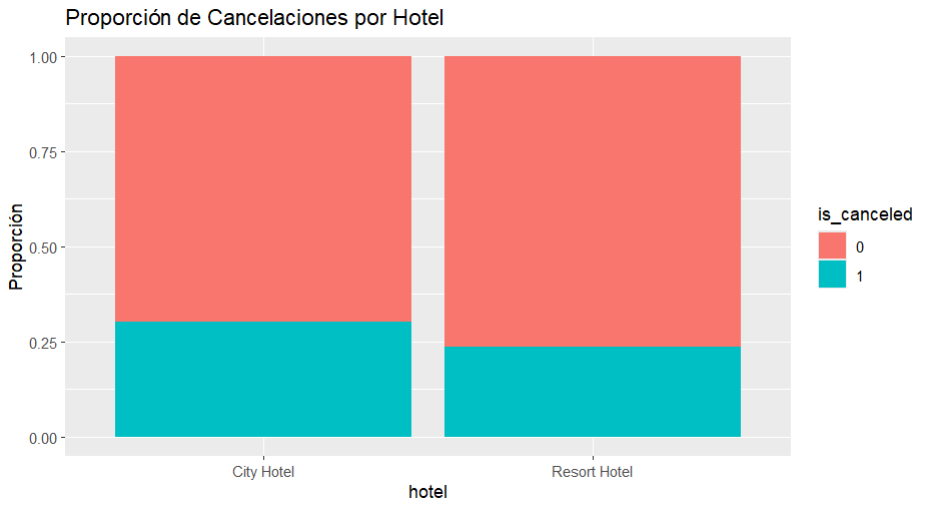 Proporción de Cancelaciones por Hotel
1.00
0.75
0.50
0.25
0.00
Proporción
City Hotel
Resort Hotel
hotel
is_canceled
0
1